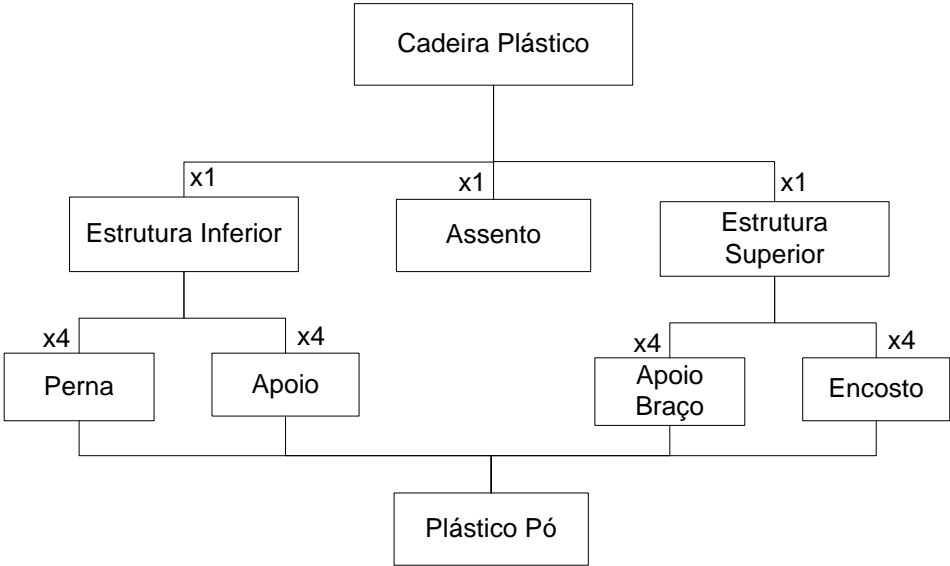 Cadeira Plástico
x1
x1
x1
Estrutura Inferior
Assento
Estrutura
Superior
x4
x4
x4
x4
Perna
Apoio
Apoio
Braço
Encosto
Plástico Pó